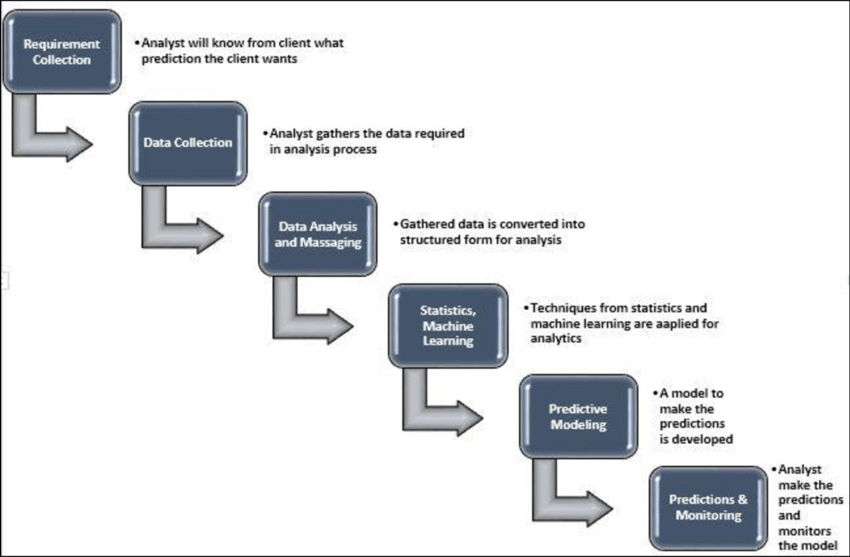 Requirement
Collection
•Analyst will know from client what
prediction the client wants
Data Collection
•Analyst gathers the data required
in analysis process
Data Analysis
and Massaging
•Gathered data is converted into
structured form for analysis
Statistics,
Machine
Learning
•Techniques from statistics and
machine learning are aaplied for
analytics
Predictive
Modeling
•A model to
make the
predictions
is developed
Predictions &
Monitoring
•Analyst
make the
predictions
and
monitors
the model